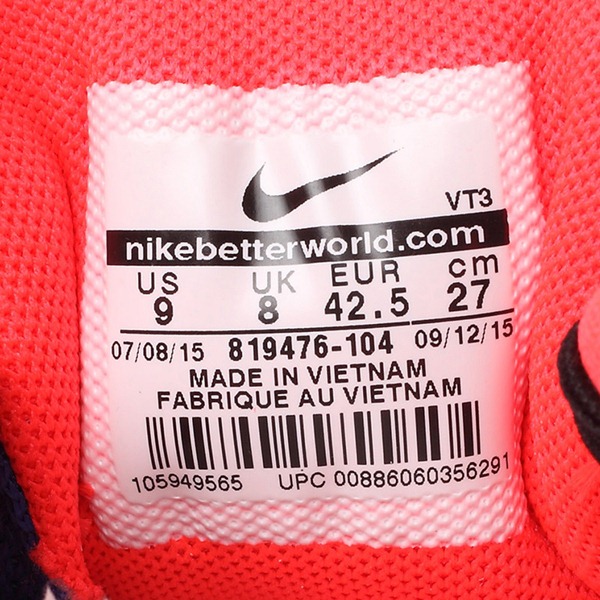 VT3
nikebetterworld.com
US UK EUR cm
9 8 42.5 27
07/08/15 819476-104 09/12/15
MADE IN VIETNAM
FABRIQUE AU VIETNAM
105949565 UPC 00886060356291